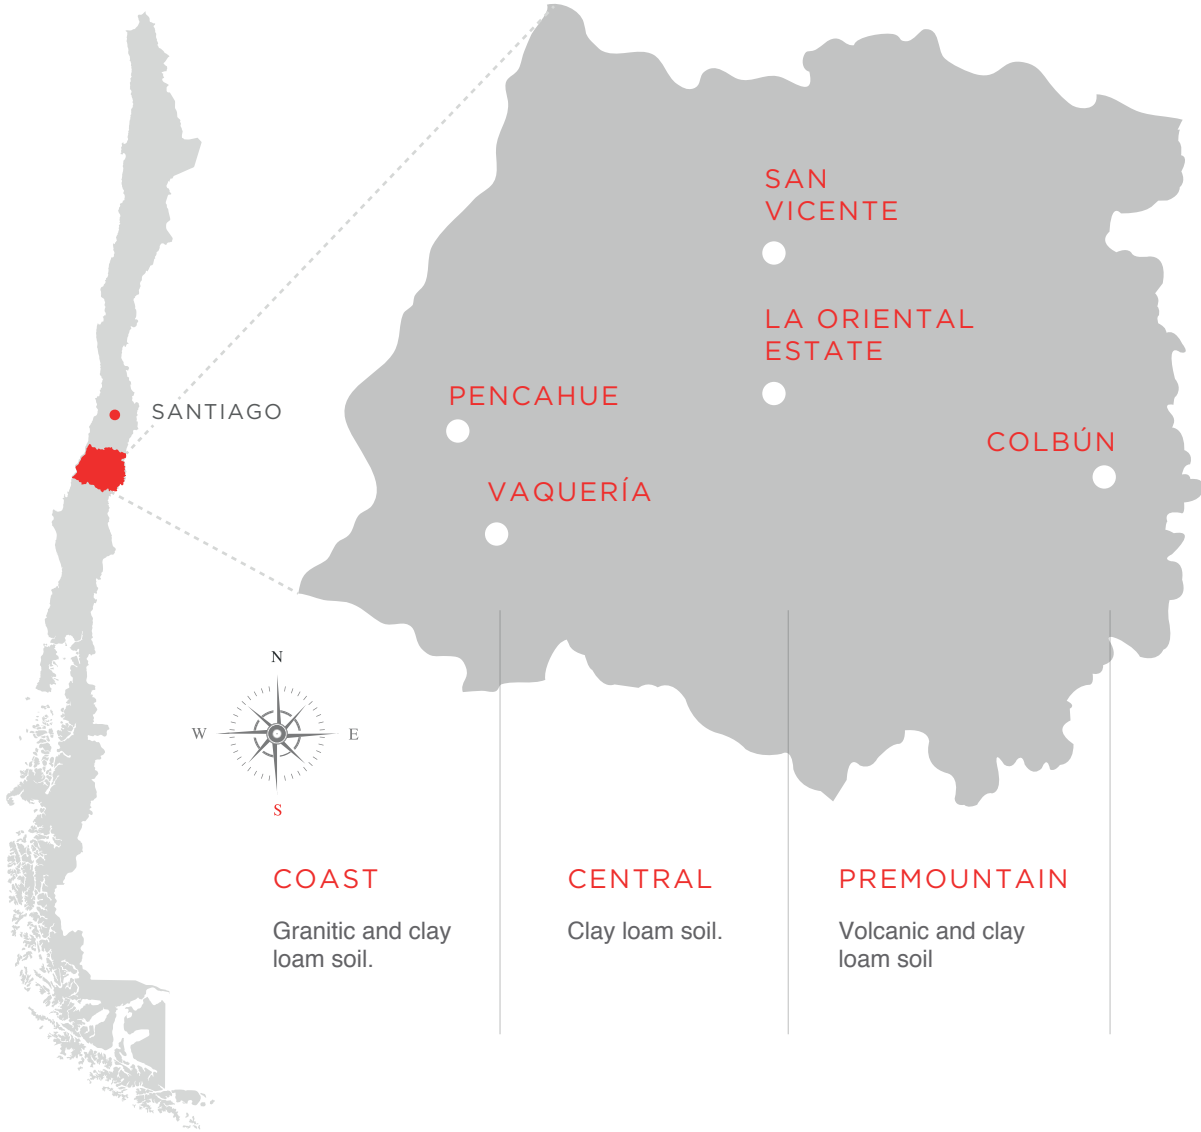 SAN
VICENTE
LA ORIENTAL
ESTATE
PENCAHUE
SANTIAGO
COLBÚN
VAQUERÍA
N
W
E
S
COAST
Granitic and clay
loam soil.
CENTRAL
Clay loam soil.
PREMOUNTAIN
Volcanic and clay
loam soil